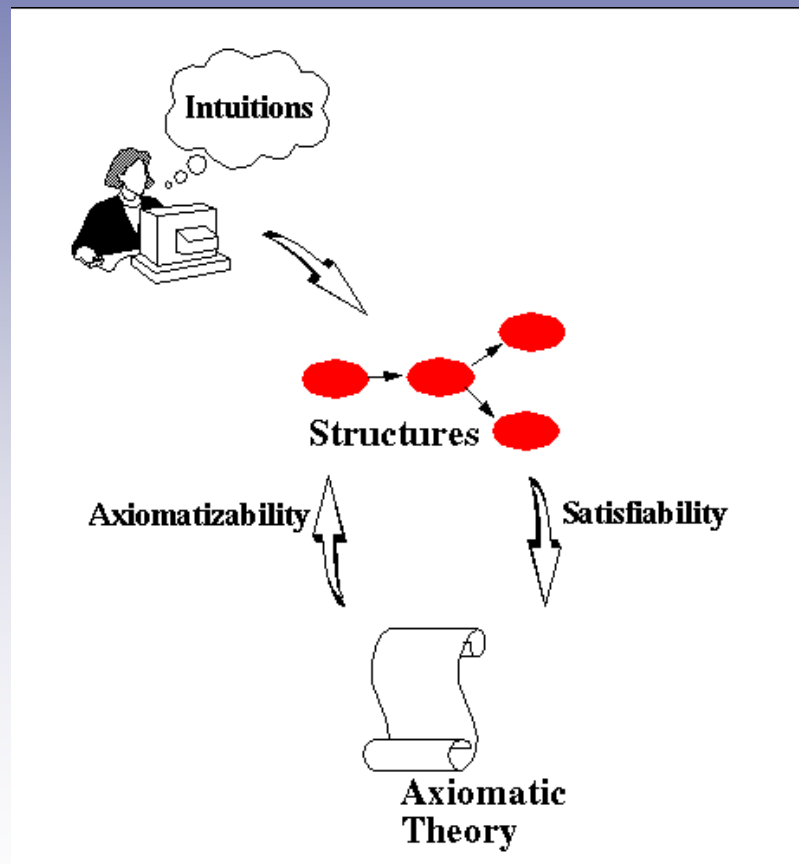 Intuitions
Structures
Axiomatizability
Satisfiability
Axiomatic
Theory